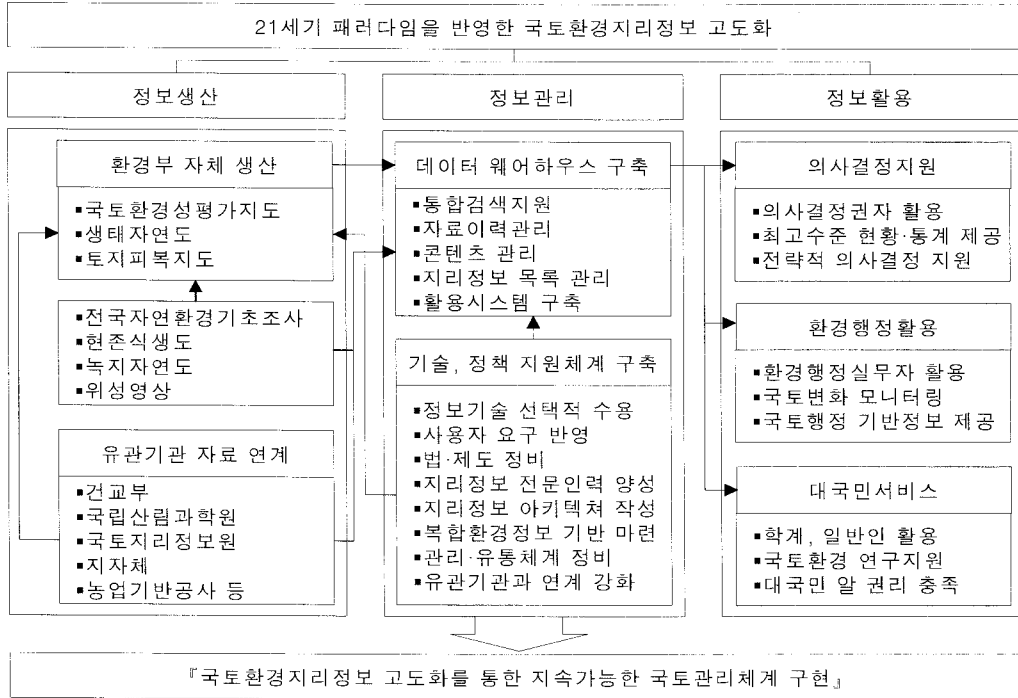 21세기 패러다임을 반영한 국토환경지리정보 고도화
정보생산
환경부 자체 생산
▪국토환경성평가지도
▪생태자연도
▪토지피복지도
▪전국자연환경기초조사
▪현존식생도
▪녹지자연도
▪위성영상
유관기관 자료 연계
▪건교부
▪국립산림과학원
▪국토지리정보원
▪지자체
▪농업기반공사 등
정보관리
데이터 웨어하우스 구축
▪통합검색지원
▪자료이력관리
▪콘텐츠 관리
▪지리정보 목록 관리
▪활용시스템 구축
기술, 정책 지원체계 구축
▪정보기술 선택적 수용
▪사용자 요구 반영
▪법·제도 정비
▪지리정보 전문인력 양성
▪지리정보 아키텍쳐 작성
▪복합환경정보 기반 마련
▪관리·유통체계 정비
▪유관기관과 연계 강화
정보활용
의사결정지원
▪의사결정권자 활용
▪최고수준 현황·통계 제공
▪전략적 의사결정 지원
환경행정활용
▪환경행정실무자 활용
▪국토변화 모니터링
▪국토행정 기반정보 제공
대국민서비스
▪학계, 일반인 활용
▪국토환경 연구지원
▪대국민 알 권리 충족
『국토환경지리정보 고도화를 통한 지속가능한 국토관리체계 구현』